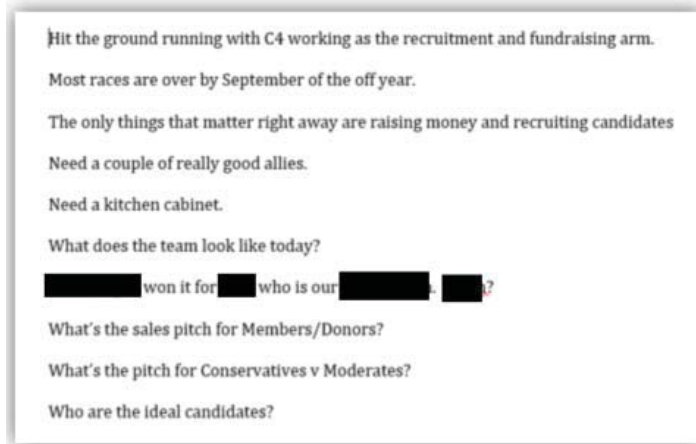 Hit the ground running with C4 working as the recruitment and fundraising arm.
Most races are over by September of the off year.
The only things that matter right away are raising money and recruiting candidates
Need a couple of really good allies.
Need a kitchen cabinet.
What does the team look like today?
won it for who is our . ?
What's the sales pitch for Members/Donors?
What's the pitch for Conservatives v Moderates?
Who are the ideal candidates?